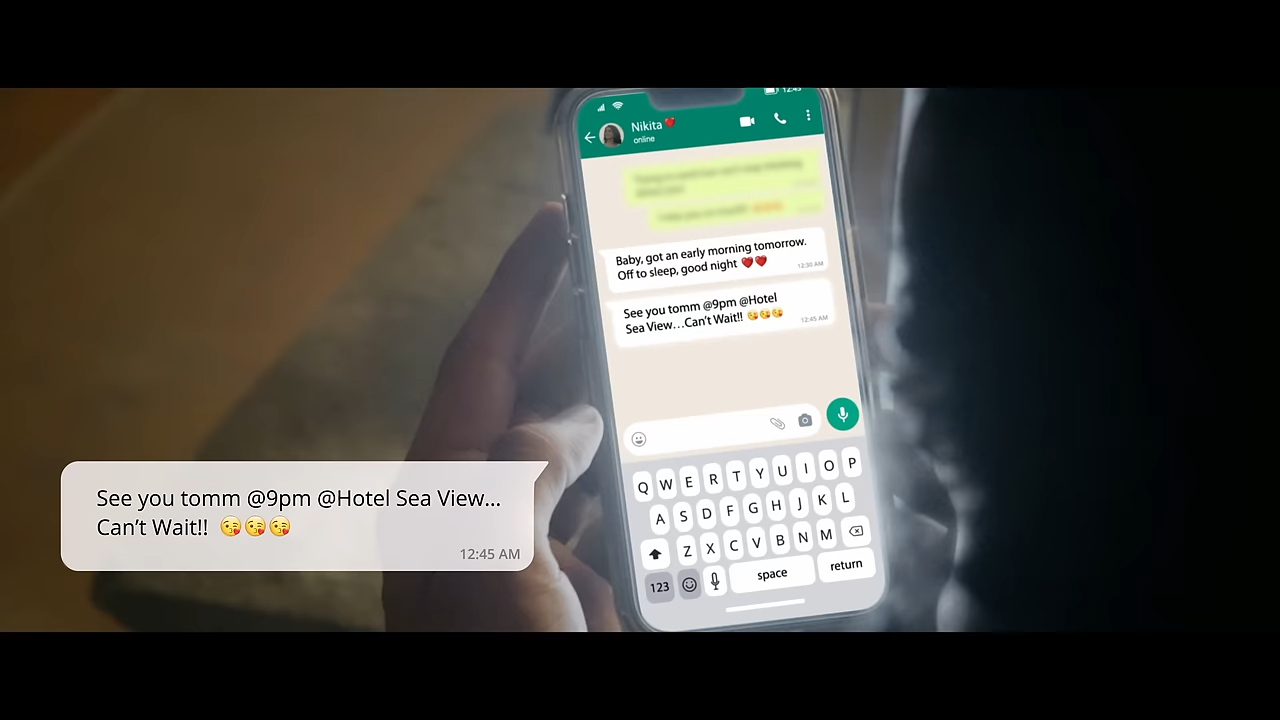 12:45
Nikita❤️
online
Baby, got an early morning tomorrow.
Off to sleep, good night ❤️❤️
12:30 AM
See you tomm @9pm @Hotel
Sea View...Can't Wait!! 😘😘😘
12:45 AM
Q W E R T Y U I O P
A S D F G H J K L
Z X C V B N M
123 space return
See you tomm @9pm @Hotel Sea View...
Can't Wait!! 😘😘😘
12:45 AM